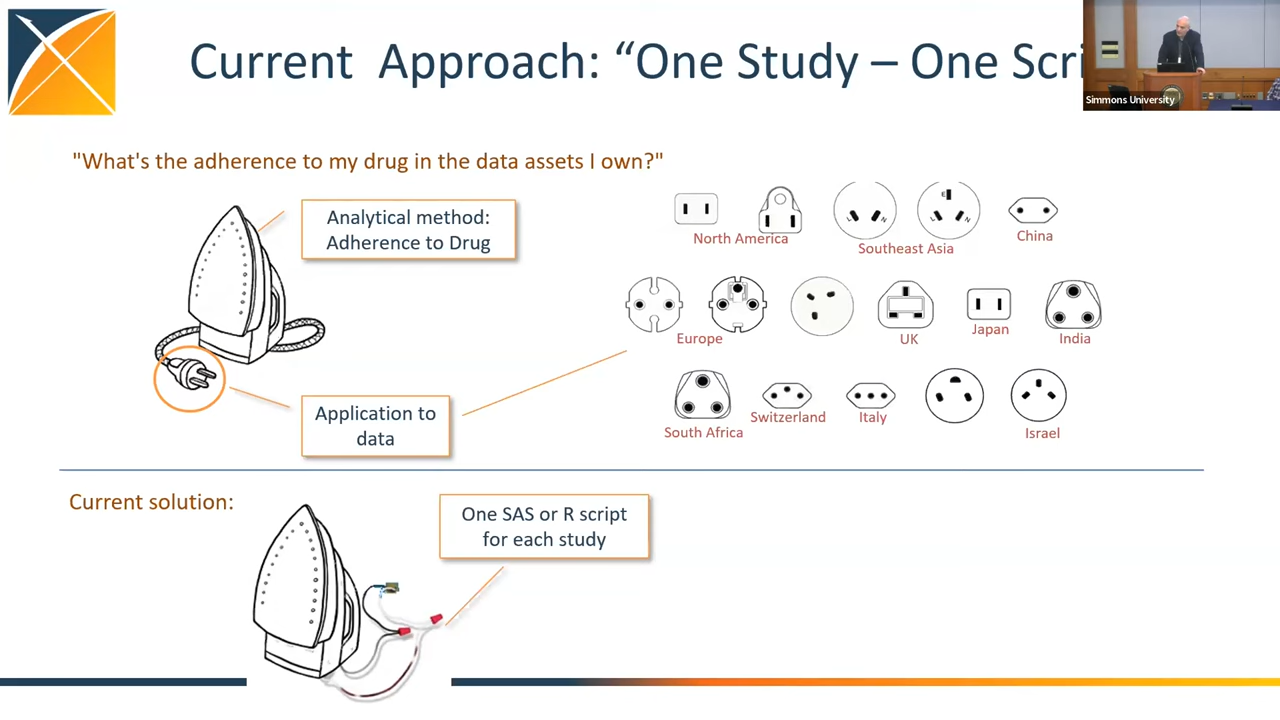 Current Approach: “One Study – One Scri
Simmons University
"What's the adherence to my drug in the data assets I own?"
Analytical method:
Adherence to Drug
North America
Southeast Asia
China
L
N
E
L
N
Europe
UK
Japan
India
Application to
data
South Africa
Switzerland
Italy
Israel
Current solution:
One SAS or R script
for each study